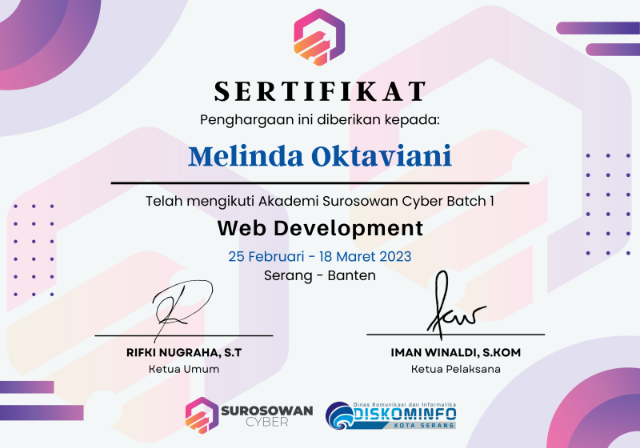 SERTIFIKAT
Penghargaan ini diberikan kepada:
Melinda Oktaviani
Telah mengikuti Akademi Surosowan Cyber Batch 1
Web Development
25 Februari - 18 Maret 2023
Serang - Banten
RIFKI NUGRAHA, S.T
Ketua Umum
IMAN WINALDI, S.KOM
Ketua Pelaksana
SUROSOWAN
CYBER
Dinas Komunikasi dan Informatika
DISKOMINFO
KOTA SERANG